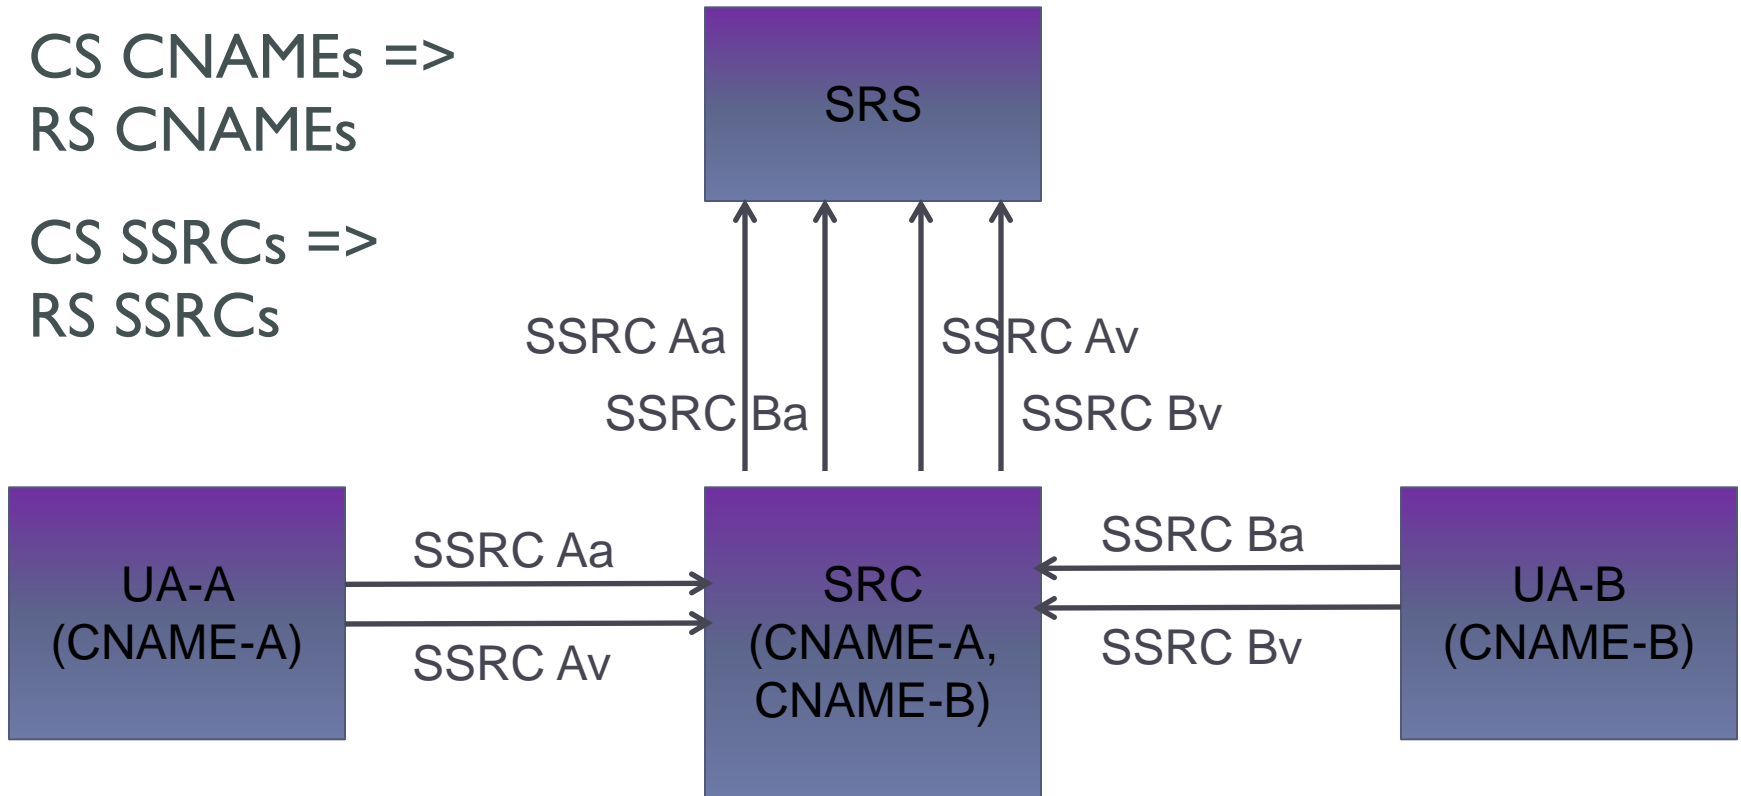 CS CNAMEs =>
RS CNAMEs
CS SSRCs =>
RS SSRCs
SRS
SSRC Aa
SSRC Av
SSRC Ba
SSRC Bv
UA-A
(CNAME-A)
SSRC Aa
SSRC Av
SRC
(CNAME-A,
CNAME-B)
SSRC Ba
SSRC Bv
UA-B
(CNAME-B)